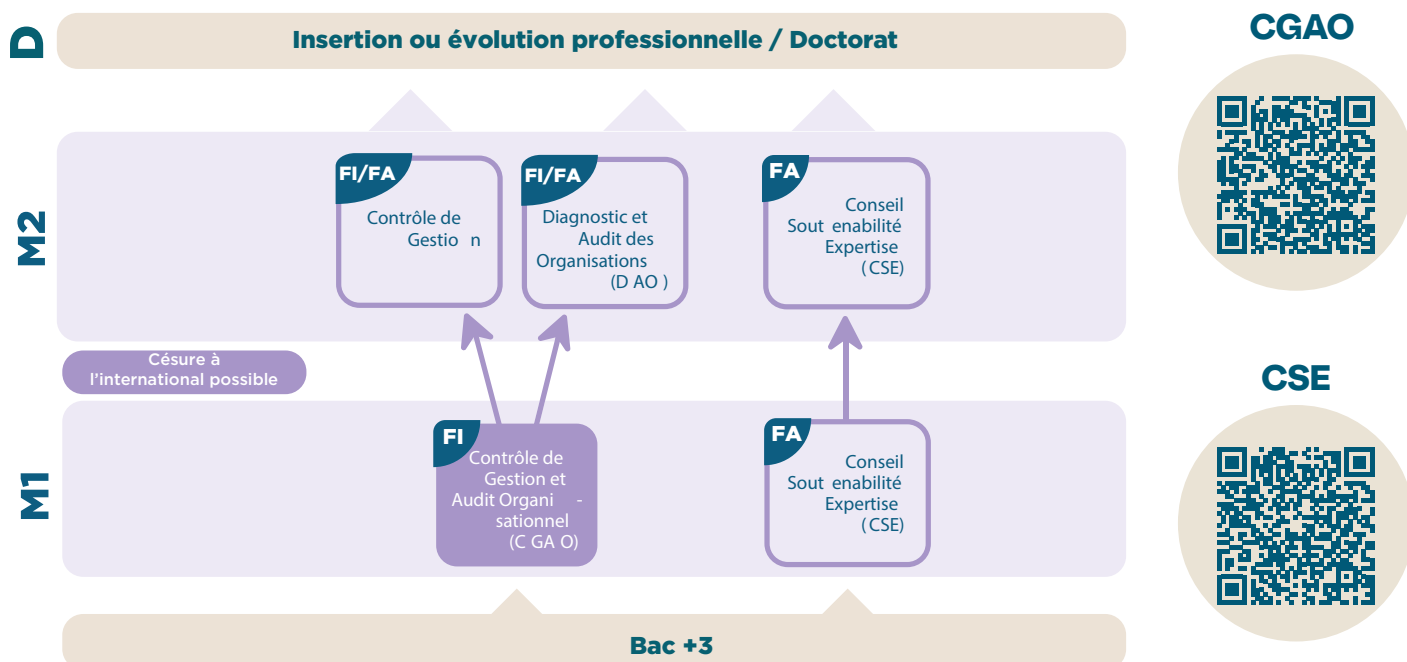 D
Insertion ou évolution professionnelle / Doctorat
CGAO
M2
FI/FA
Contrôle de
Gestio n
FI/FA
Diagnostic et
Audit des
Organisations
(D AO )
FA
Conseil
Sout enabilité
Expertise
(CSE)
Césure à
l'international possible
CSE
M1
FI
Contrôle de
Gestion et
Audit Organi -
sationnel
(C GA O)
FA
Conseil
Sout enabilité
Expertise
(CSE)
Bac +3